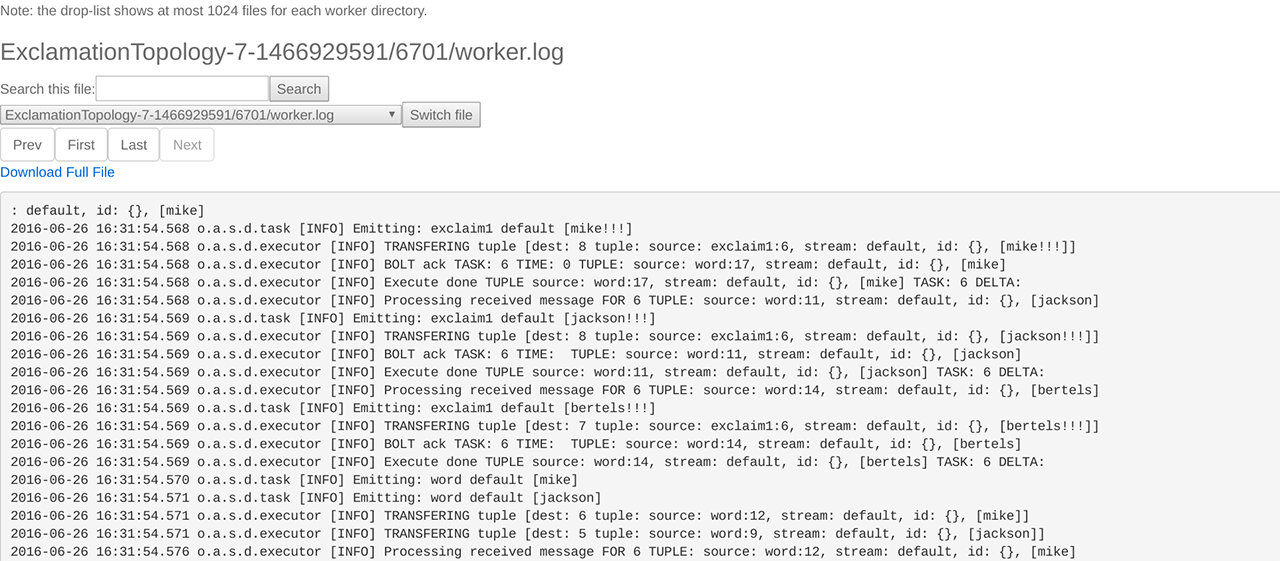 Note: the drop-list shows at most 1024 files for each worker directory.
ExclamationTopology-7-1466929591/6701/worker.log
Search this file: Search
ExclamationTopology-7-1466929591/6701/worker.log Switch file
Prev First Last Next
Download Full File
: default, id: {}, [mike]
2016-06-26 16:31:54.568 o.a.s.d.task [INFO] Emitting: exclaim1 default [mike!!!]
2016-06-26 16:31:54.568 o.a.s.d.executor [INFO] TRANSFERING tuple [dest: 8 tuple: source: exclaim1:6, stream: default, id: {}, [mike!!!]]
2016-06-26 16:31:54.568 o.a.s.d.executor [INFO] BOLT ack TASK: 6 TIME: 0 TUPLE: source: word:17, stream: default, id: {}, [mike]
2016-06-26 16:31:54.568 o.a.s.d.executor [INFO] Execute done TUPLE source: word:17, stream: default, id: {}, [mike] TASK: 6 DELTA:
2016-06-26 16:31:54.568 o.a.s.d.executor [INFO] Processing received message FOR 6 TUPLE: source: word:11, stream: default, id: {}, [jackson]
2016-06-26 16:31:54.569 o.a.s.d.task [INFO] Emitting: exclaim1 default [jackson!!!]
2016-06-26 16:31:54.569 o.a.s.d.executor [INFO] TRANSFERING tuple [dest: 8 tuple: source: exclaim1:6, stream: default, id: {}, [jackson!!!]]
2016-06-26 16:31:54.569 o.a.s.d.executor [INFO] BOLT ack TASK: 6 TIME:  TUPLE: source: word:11, stream: default, id: {}, [jackson]
2016-06-26 16:31:54.569 o.a.s.d.executor [INFO] Execute done TUPLE source: word:11, stream: default, id: {}, [jackson] TASK: 6 DELTA:
2016-06-26 16:31:54.569 o.a.s.d.executor [INFO] Processing received message FOR 6 TUPLE: source: word:14, stream: default, id: {}, [bertels]
2016-06-26 16:31:54.569 o.a.s.d.task [INFO] Emitting: exclaim1 default [bertels!!!]
2016-06-26 16:31:54.569 o.a.s.d.executor [INFO] TRANSFERING tuple [dest: 7 tuple: source: exclaim1:6, stream: default, id: {}, [bertels!!!]]
2016-06-26 16:31:54.569 o.a.s.d.executor [INFO] BOLT ack TASK: 6 TIME:  TUPLE: source: word:14, stream: default, id: {}, [bertels]
2016-06-26 16:31:54.569 o.a.s.d.executor [INFO] Execute done TUPLE source: word:14, stream: default, id: {}, [bertels] TASK: 6 DELTA:
2016-06-26 16:31:54.570 o.a.s.d.task [INFO] Emitting: word default [mike]
2016-06-26 16:31:54.571 o.a.s.d.task [INFO] Emitting: word default [jackson]
2016-06-26 16:31:54.571 o.a.s.d.executor [INFO] TRANSFERING tuple [dest: 6 tuple: source: word:12, stream: default, id: {}, [mike]]
2016-06-26 16:31:54.571 o.a.s.d.executor [INFO] TRANSFERING tuple [dest: 5 tuple: source: word:9, stream: default, id: {}, [jackson]]
2016-06-26 16:31:54.576 o.a.s.d.executor [INFO] Processing received message FOR 6 TUPLE: source: word:12, stream: default, id: {}, [mike]